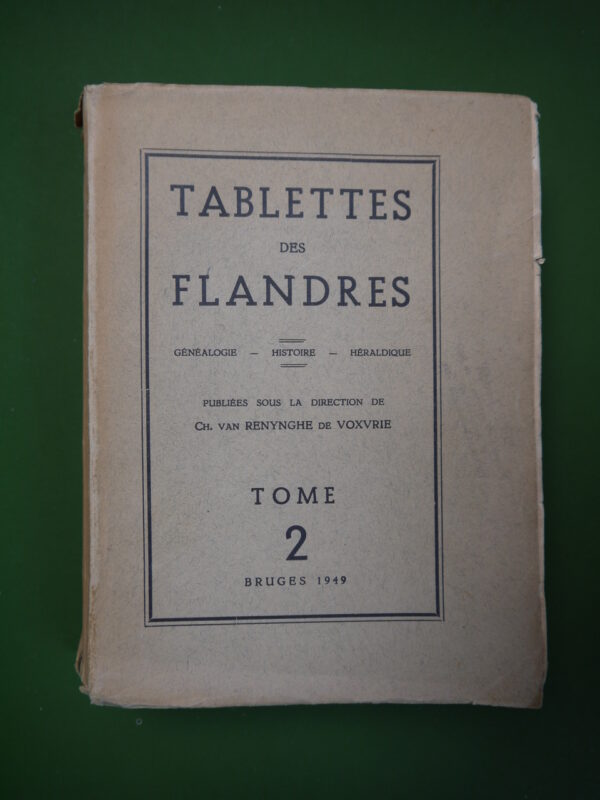 TABLETTES
DES
FLANDRES
GÉNÉALOGIE — HISTOIRE — HÉRALDIQUE
PUBLIÉES SOUS LA DIRECTION DE
CH. VAN RENYNGHE DE VOXVRIE
TOME
2
BRUGES 1949